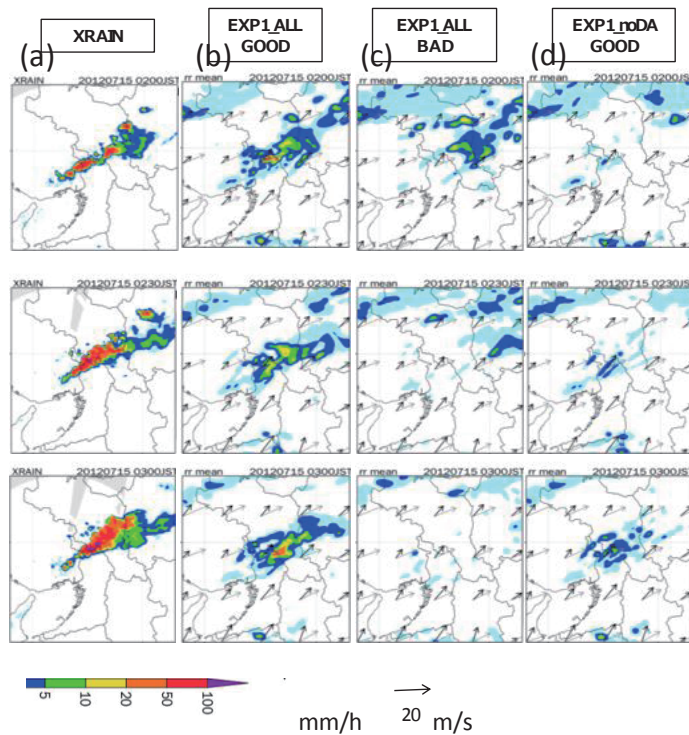 (a) XRAIN
(b) EXP1_ALL GOOD
(c) EXP1_ALL BAD
(d) EXP1_noDA GOOD
XRAIN 20120715 0200JST
rr mean 20120715 0200JST
rr mean 20120715 0200JST
rr mean 20120715 0200JST
XRAIN 20120715 0230JST
rr mean 20120715 0230JST
rr mean 20120715 0230JST
rr mean 20120715 0230JST
XRAIN 20120715 0300JST
rr mean 20120715 0300JST
rr mean 20120715 0300JST
rr mean 20120715 0300JST
5 10 20 50 100
mm/h 20 m/s